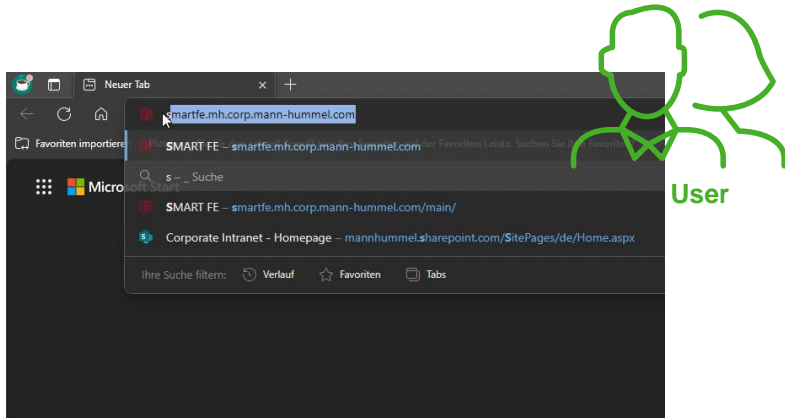 Neuer Tab
smartfe.mh.corp.mann-hummel.com
Favoriten importieren
SMART FE – smartfe.mh.corp.mann-hummel.com
s – _ Suche
Microsoft Start
User
SMART FE – smartfe.mh.corp.mann-hummel.com/main/
Corporate Intranet - Homepage – mannhummel.sharepoint.com/SitePages/de/Home.aspx
Ihre Suche filtern: Verlauf Favoriten Tabs